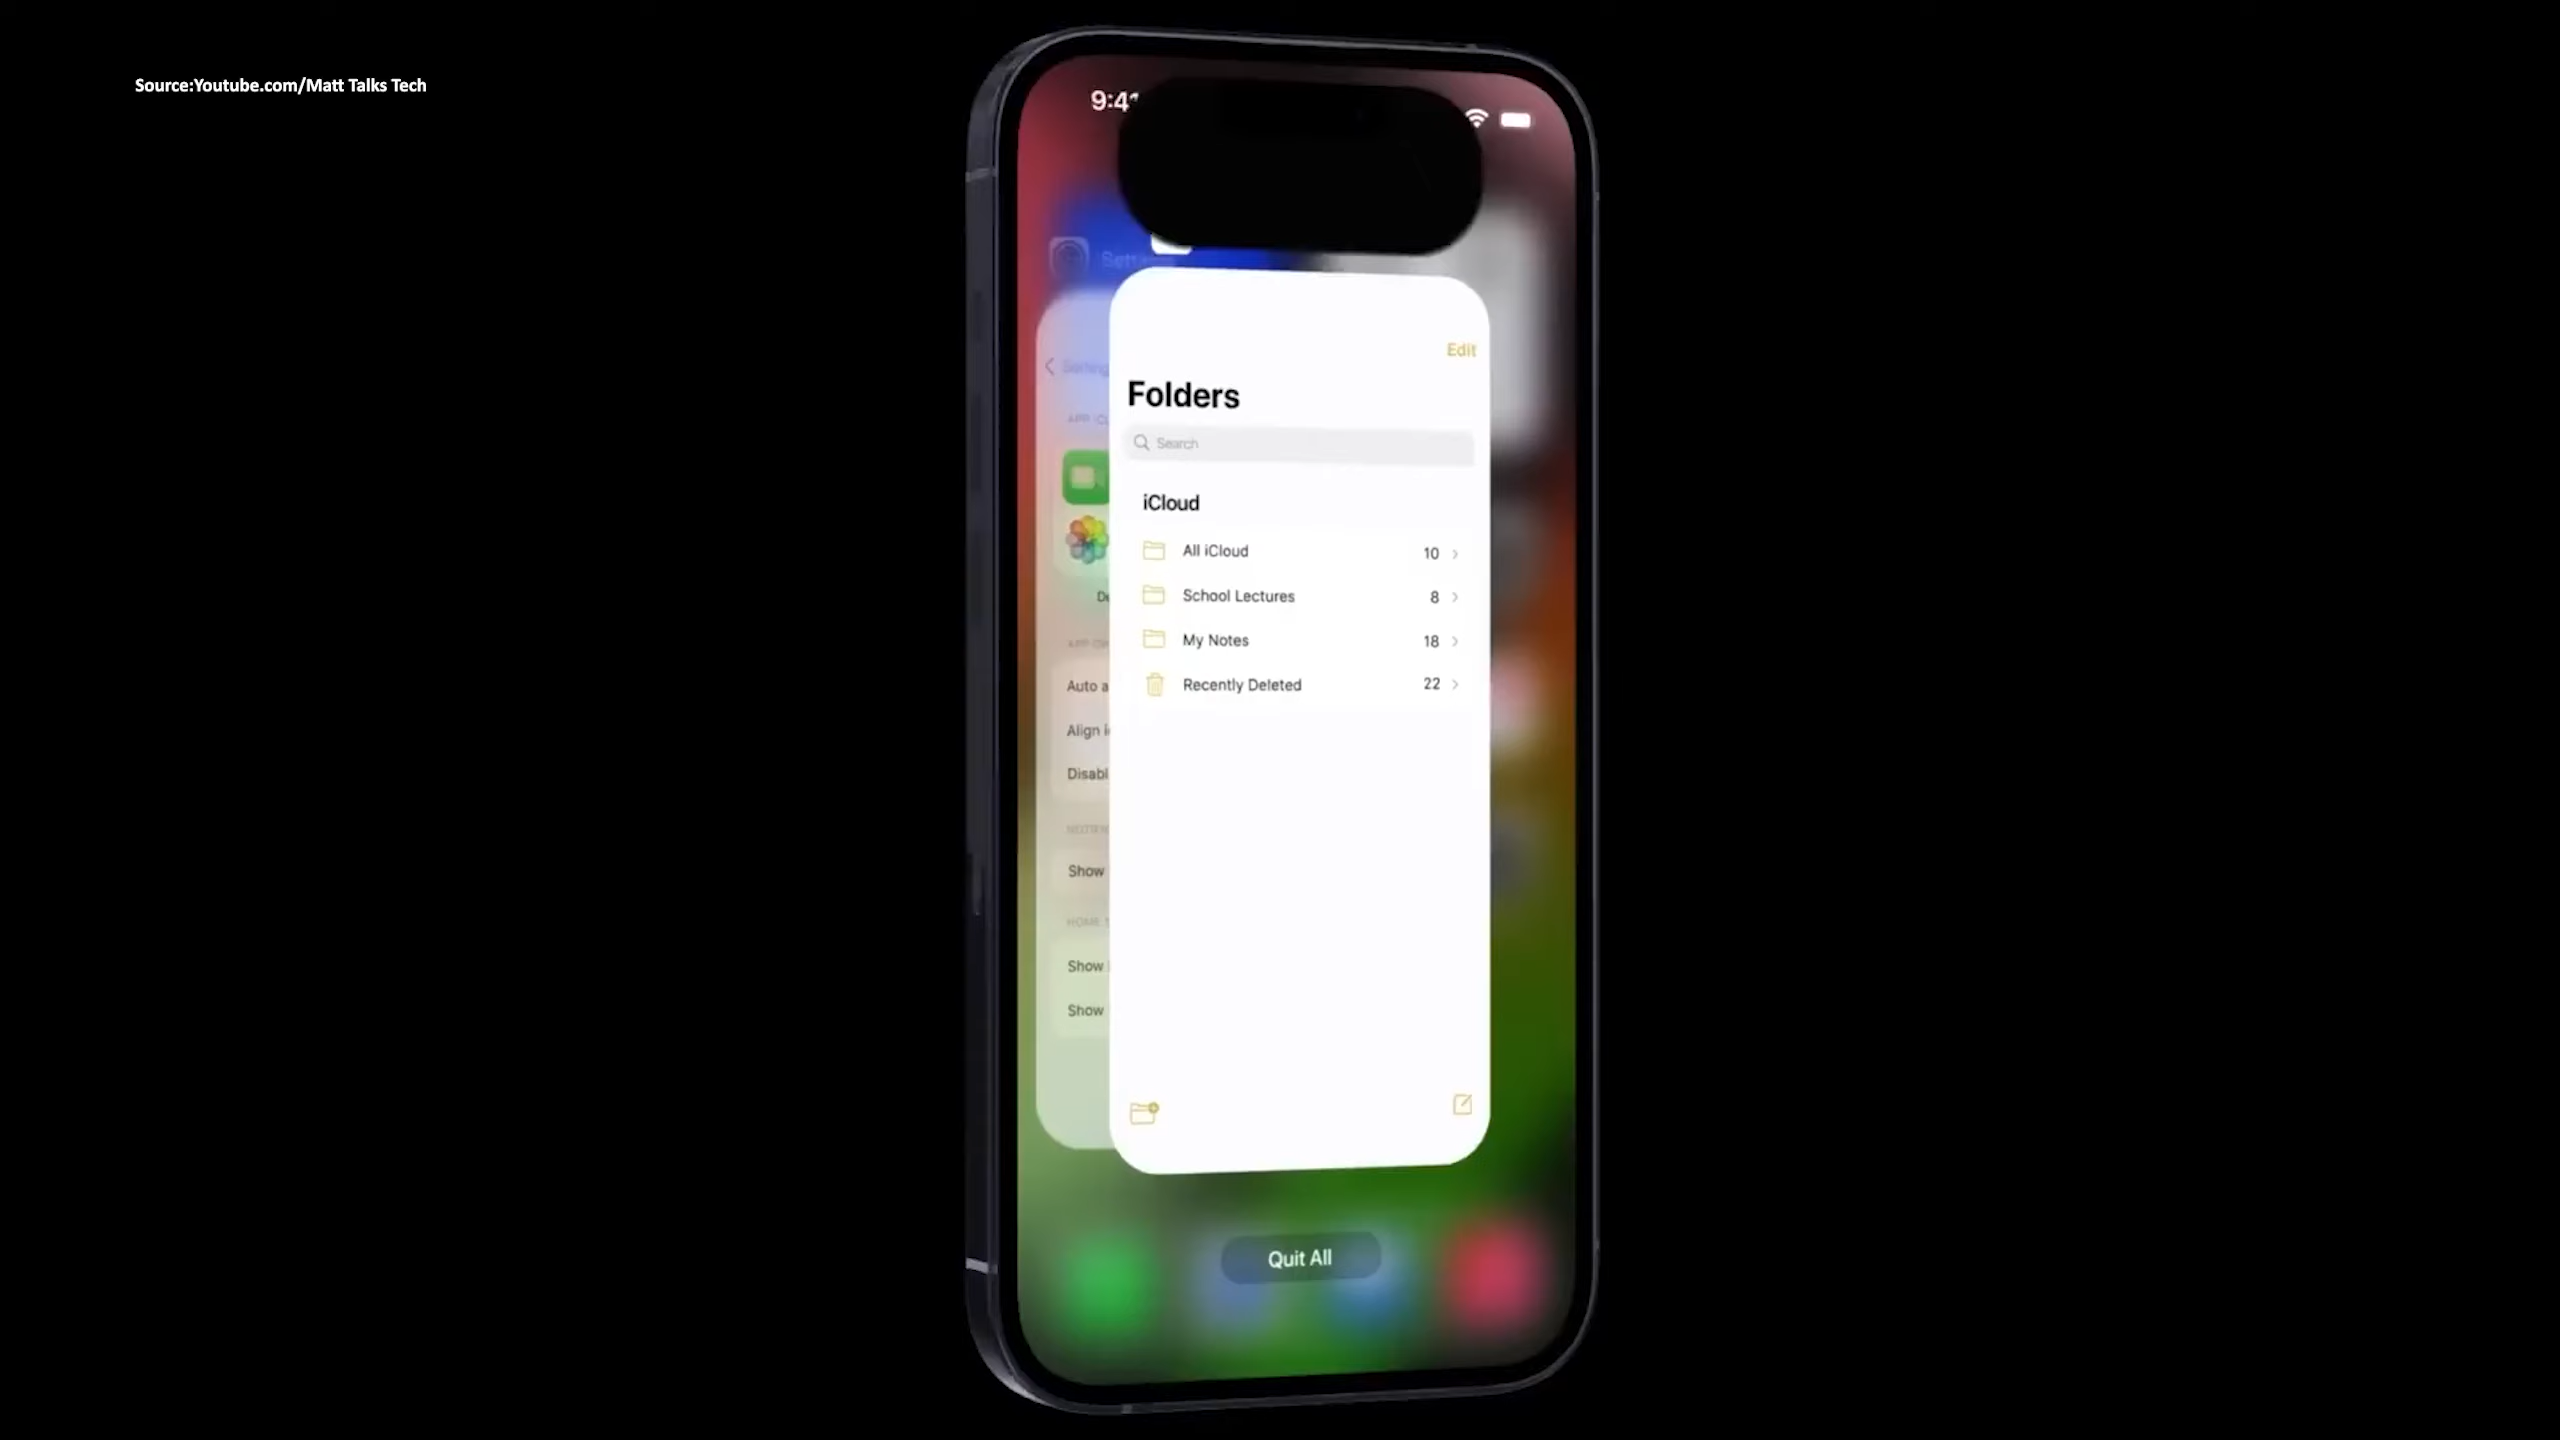 Source:Youtube.com/Matt Talks Tech
9:41
Edit
Folders
Search
iCloud
All iCloud 10
School Lectures 8
My Notes 18
Recently Deleted 22
Auto a
Align i
Disabl
Show
Show
Show
Quit All